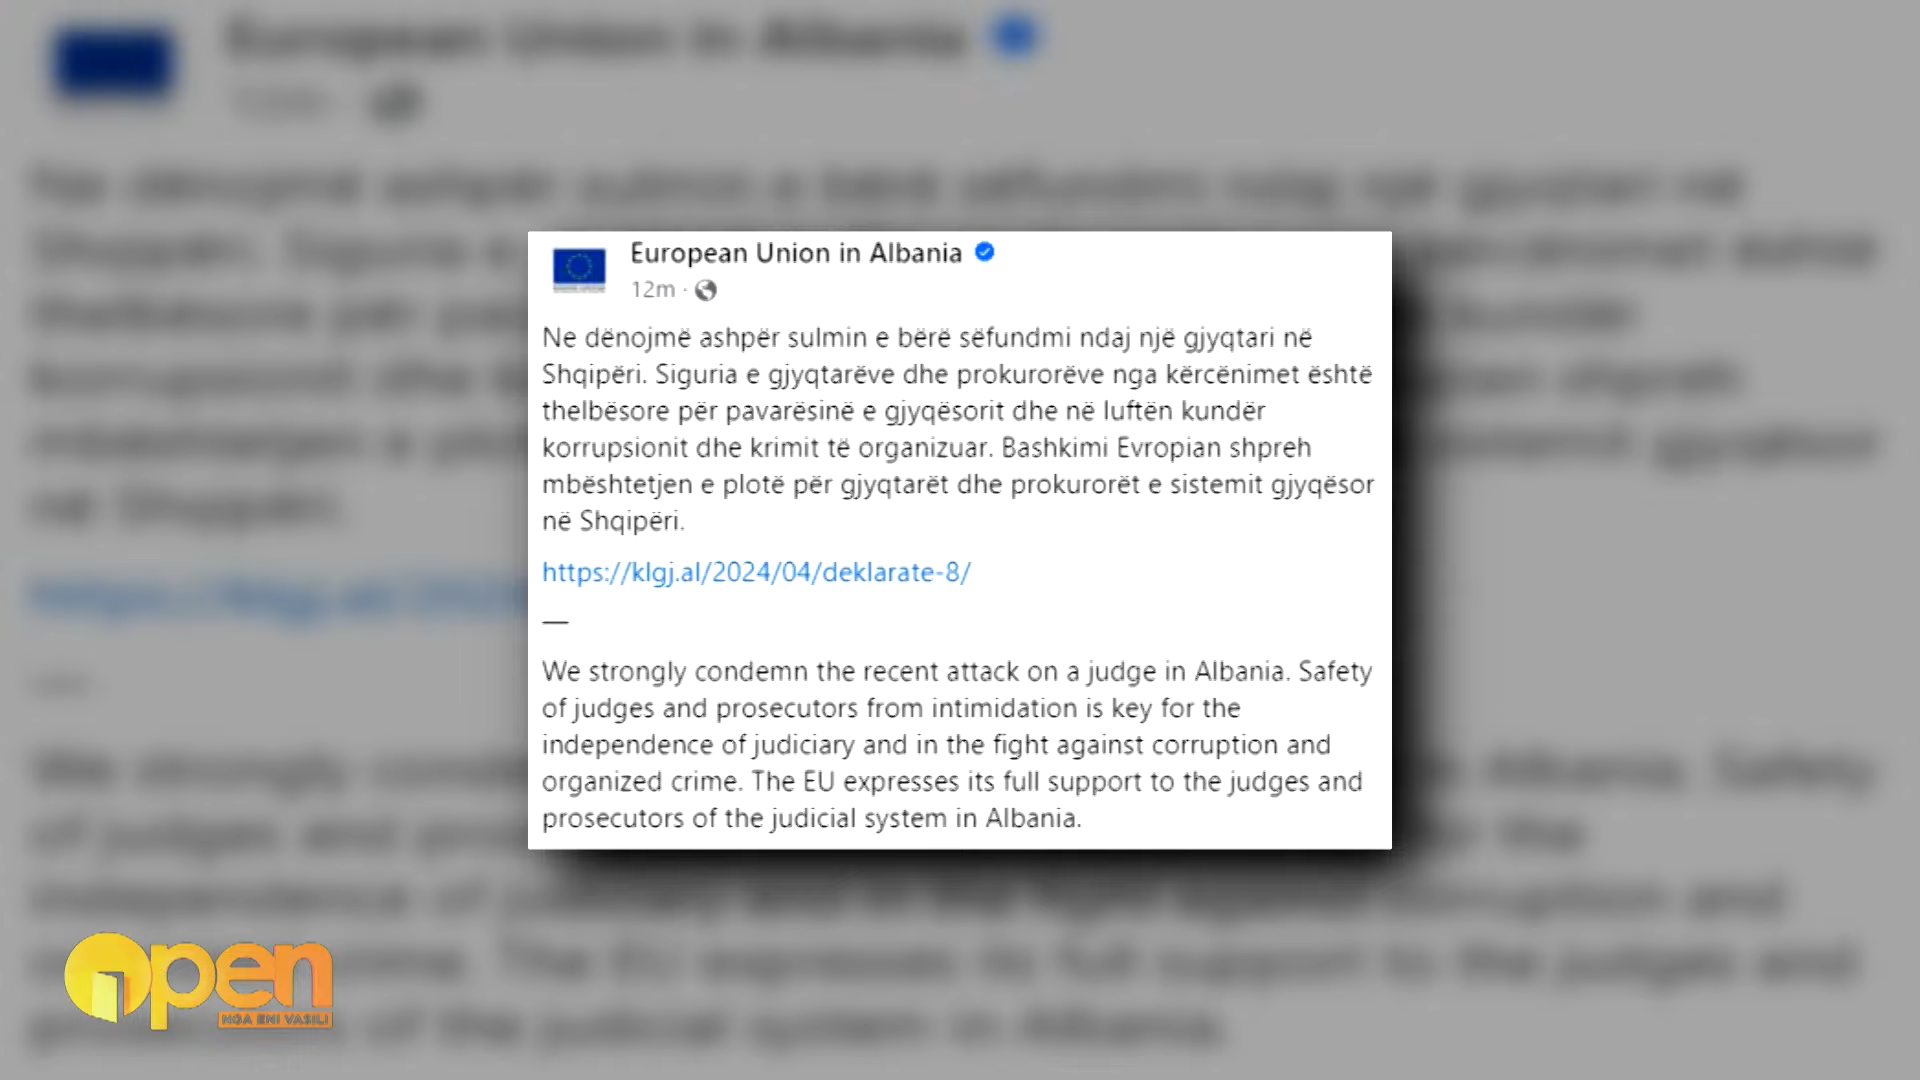 European Union in Albania
12m ·
Ne dënojmë ashpër sulmin e bërë sëfundmi ndaj një gjyqtari në
Shqipëri. Siguria e gjyqtarëve dhe prokurorëve nga kërcënimet është
thelbësore për pavarësinë e gjyqësorit dhe në luftën kundër
korrupsionit dhe krimit të organizuar. Bashkimi Evropian shpreh
mbështetjen e plotë për gjyqtarët dhe prokurorët e sistemit gjyqësor
në Shqipëri.
https://klgj.al/2024/04/deklarate-8/
—
We strongly condemn the recent attack on a judge in Albania. Safety
of judges and prosecutors from intimidation is key for the
independence of judiciary and in the fight against corruption and
organized crime. The EU expresses its full support to the judges and
prosecutors of the judicial system in Albania.
Open
NGA ENI VASILI